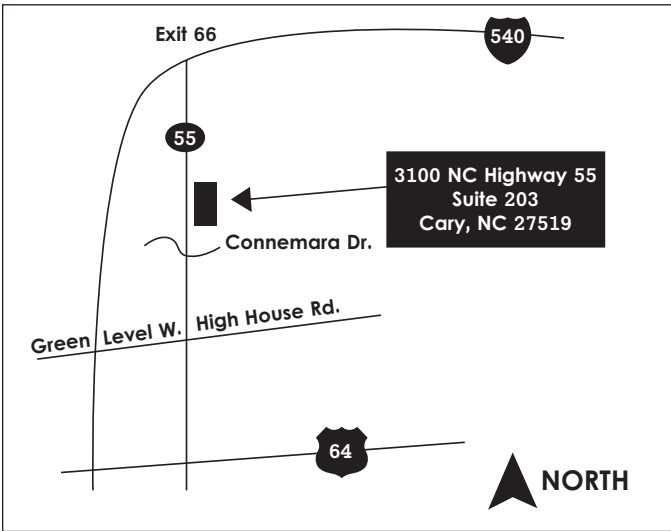 Exit 66
540
55
3100 NC Highway 55
Suite 203
Cary, NC 27519
Connemara Dr.
Green Level W. High House Rd.
64
NORTH